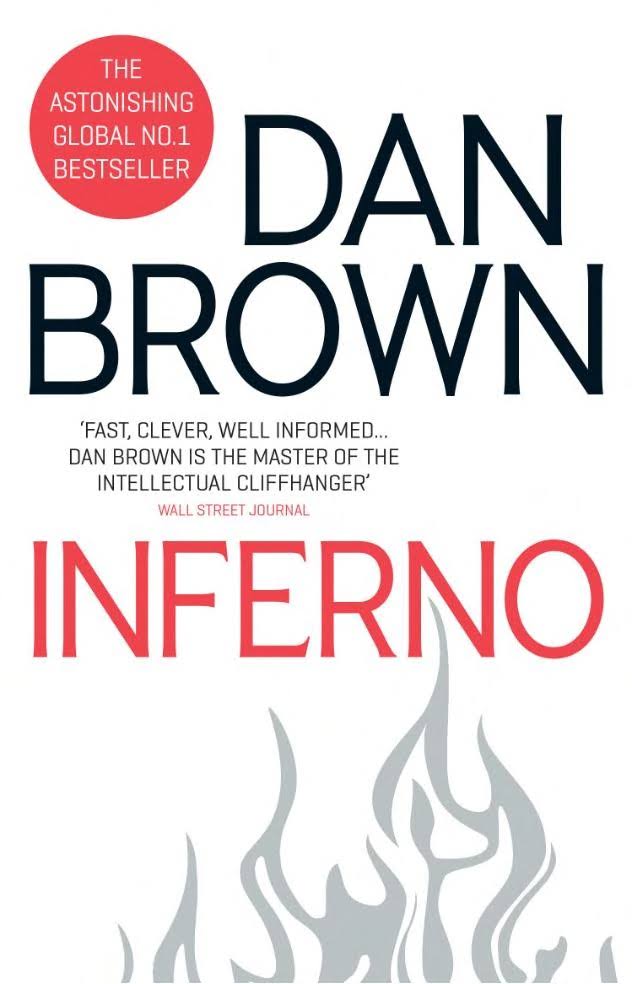 THE
ASTONISHING
GLOBAL NO.1
BESTSELLER
DAN
BROWN
‘FAST, CLEVER, WELL INFORMED...
DAN BROWN IS THE MASTER OF THE
INTELLECTUAL CLIFFHANGER’
WALL STREET JOURNAL
INFERNO